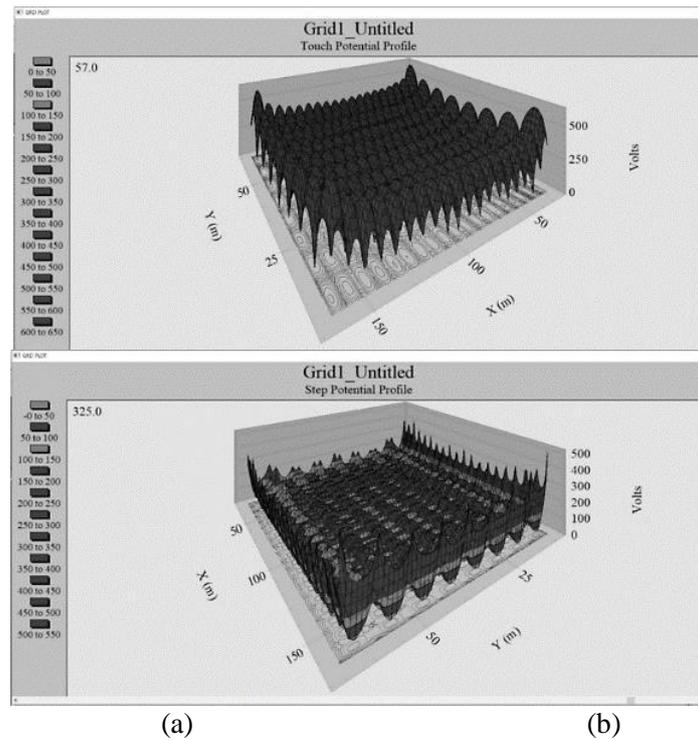 GRD PLOT
Grid1_Untitled
Touch Potential Profile
57.0
0 to 50
50 to 100
100 to 150
150 to 200
200 to 250
250 to 300
300 to 350
350 to 400
400 to 450
450 to 500
500 to 550
550 to 600
600 to 650
500
250
0
Volts
50
25
Y (m)
50
100
150
X (m)
GRD PLOT
Grid1_Untitled
Step Potential Profile
325.0
-0 to 50
50 to 100
100 to 150
150 to 200
200 to 250
250 to 300
300 to 350
350 to 400
400 to 450
450 to 500
500 to 550
500
400
300
200
100
0
Volts
50
100
150
X (m)
25
50
Y (m)
(a) (b)